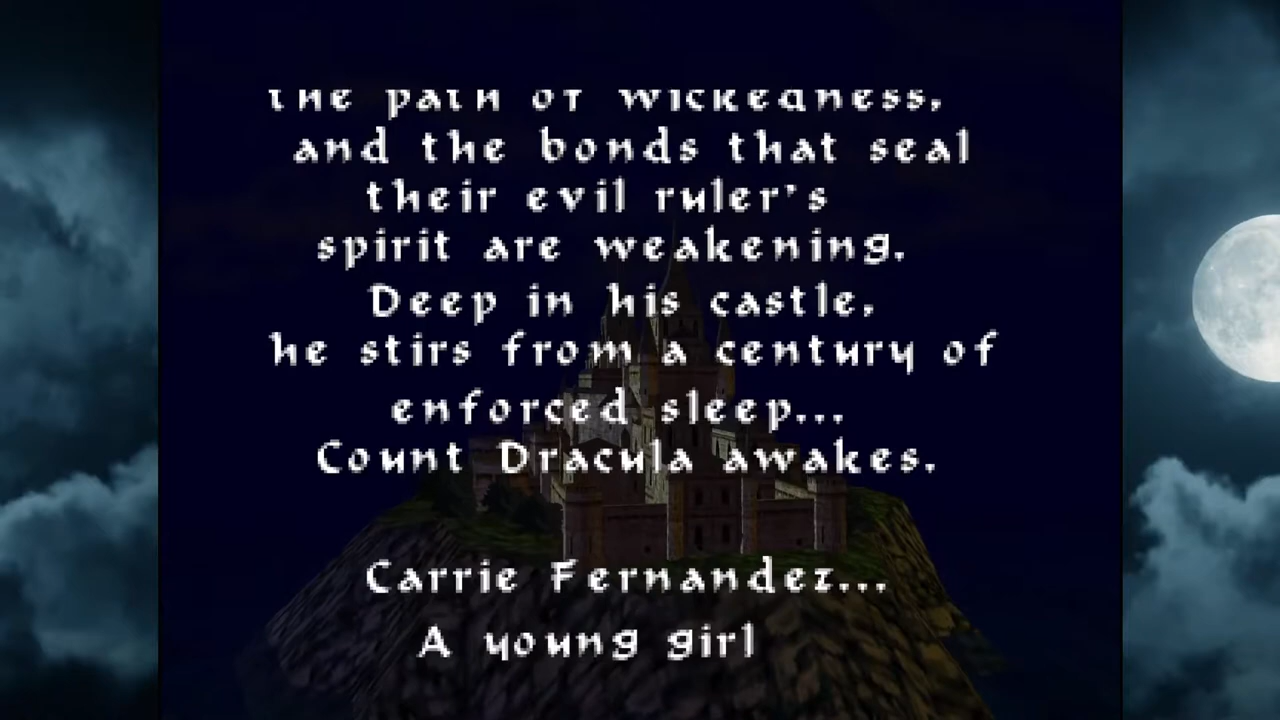 the path of wickedness,
and the bonds that seal
their evil ruler's
spirit are weakening.
Deep in his castle,
he stirs from a century of
enforced sleep...
Count Dracula awakes.
Carrie Fernandez...
A young girl